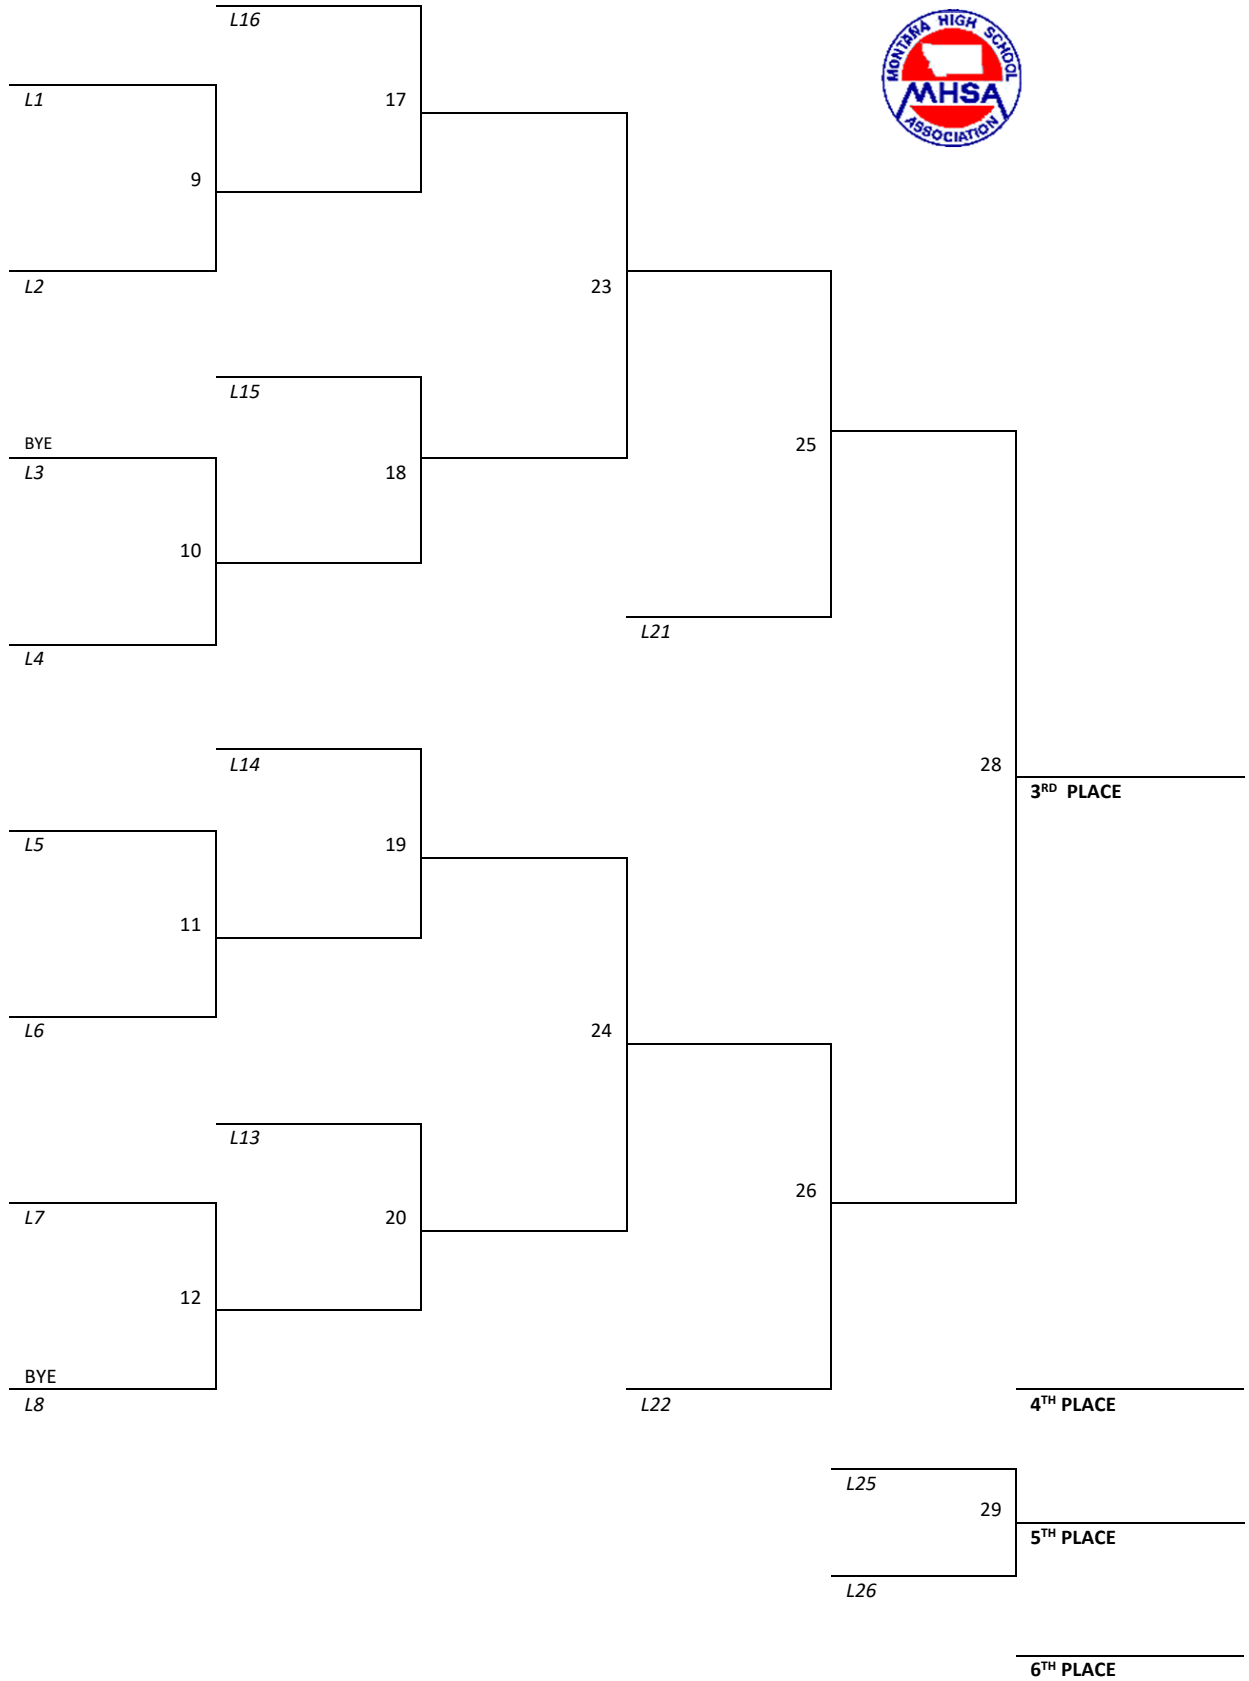 L16
MONTANA HIGH SCHOOL
MHSA
ASSOCIATION
L1
17
9
L2
23
L15
BYE
L3
18
25
10
L4
L21
L14
28
3RD PLACE
L5
19
11
L6
24
L13
26
L7
20
12
BYE
L8
L22
4TH PLACE
L25
29
5TH PLACE
L26
6TH PLACE